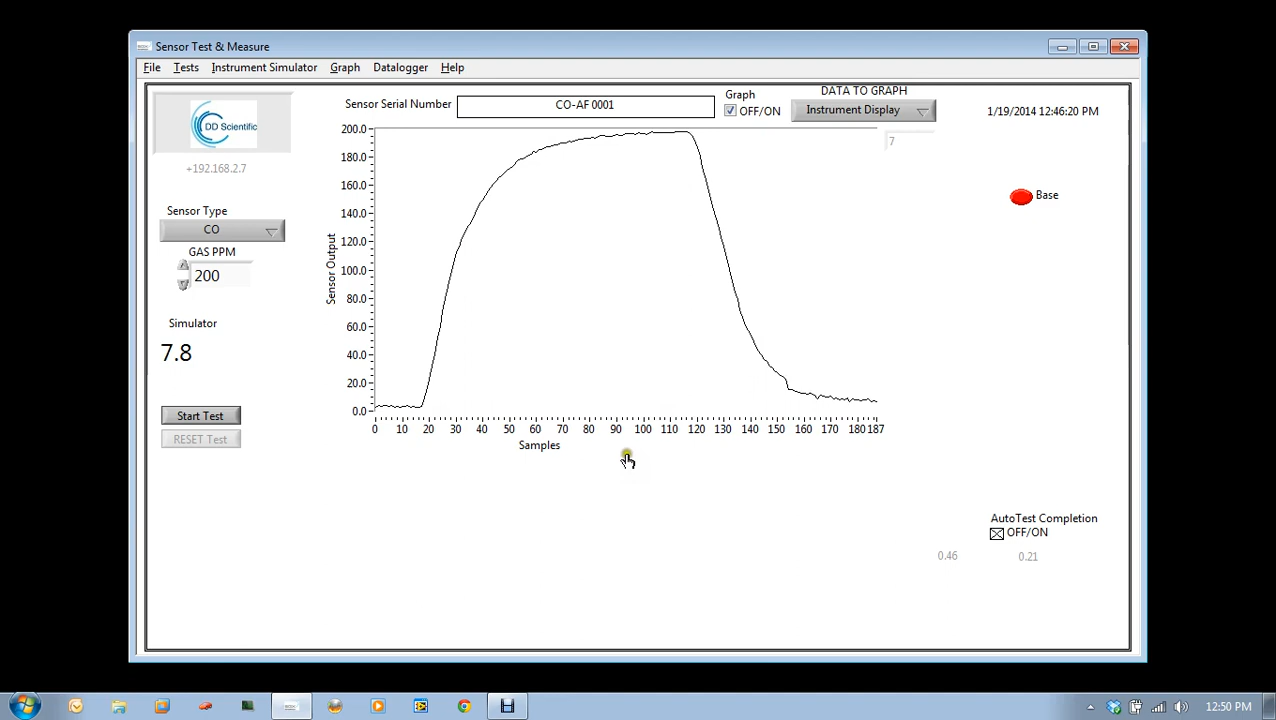 Sensor Test & Measure
File Tests Instrument Simulator Graph Datalogger Help
DD Scientific
+192.168.2.7
Sensor Serial Number CO-AF 0001
Graph
OFF/ON
DATA TO GRAPH
Instrument Display
7
1/19/2014 12:46:20 PM
Base
Sensor Type
CO
GAS PPM
200
Simulator
7.8
Start Test
RESET Test
Sensor Output
200.0
180.0
160.0
140.0
120.0
100.0
80.0
60.0
40.0
20.0
0.0
0 10 20 30 40 50 60 70 80 90 100 110 120 130 140 150 160 170 180 187
Samples
AutoTest Completion
OFF/ON
0.46 0.21
12:50 PM